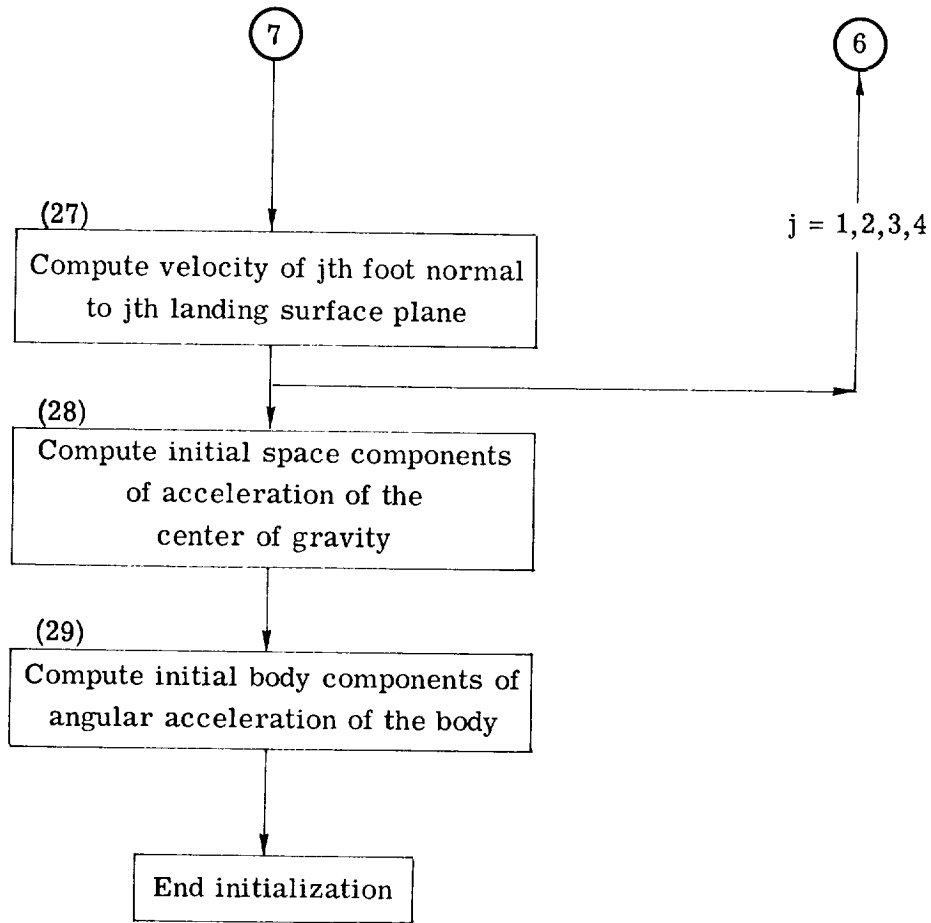 7
6
j = 1,2,3,4
(27)
Compute velocity of jth foot normal
to jth landing surface plane
(28)
Compute initial space components
of acceleration of the
center of gravity
(29)
Compute initial body components of
angular acceleration of the body
End initialization